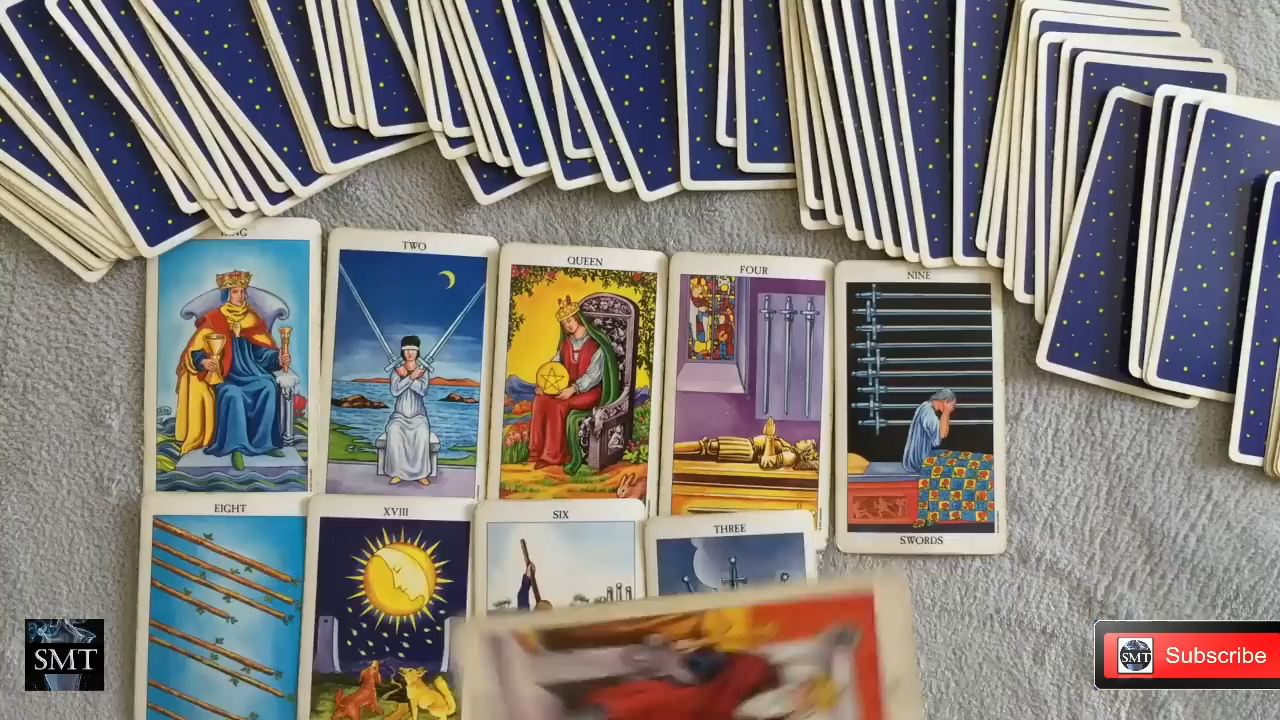 KING
TWO
QUEEN
FOUR
NINE
SWORDS
EIGHT
XVIII
SIX
THREE
SMT
SMT Subscribe